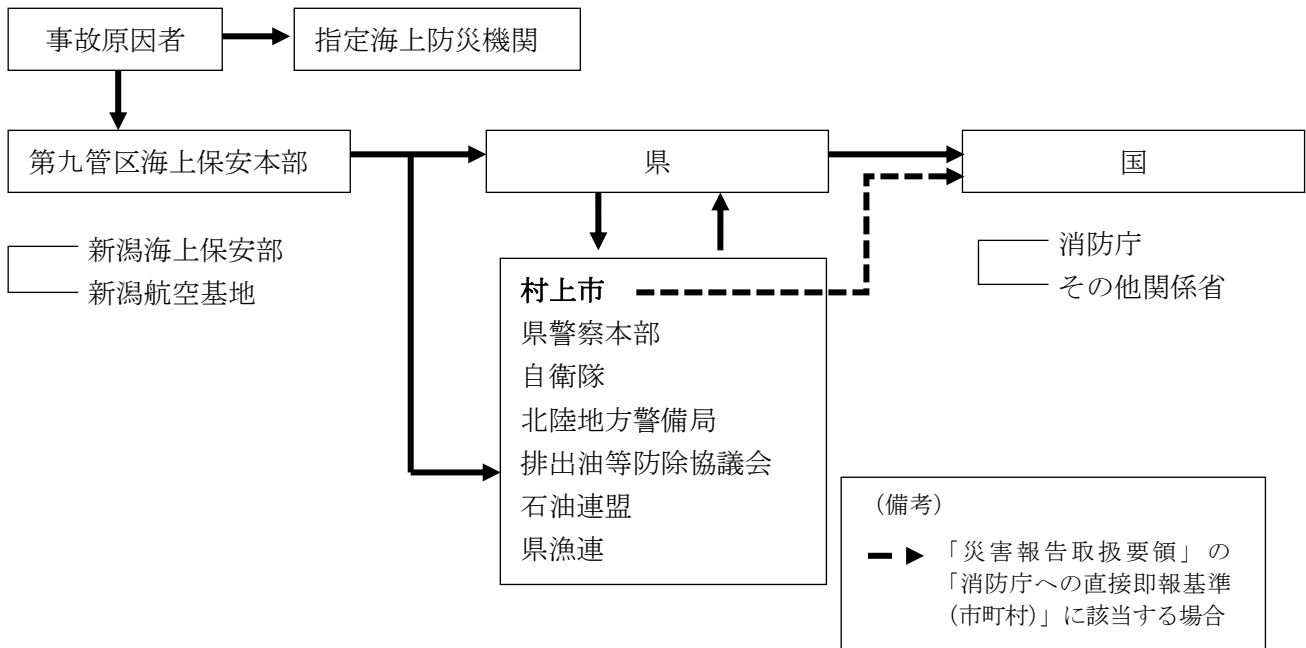 事故原因者
指定海上防災機関
第九管区海上保安本部
県
国
新潟海上保安部
新潟航空基地
消防庁
その他関係省
村上市
県警察本部
自衛隊
北陸地方警備局
排出油等防除協議会
石油連盟
県漁連
（備考）
「災害報告取扱要領」の
「消防庁への直接即報基準
（市町村）」に該当する場合